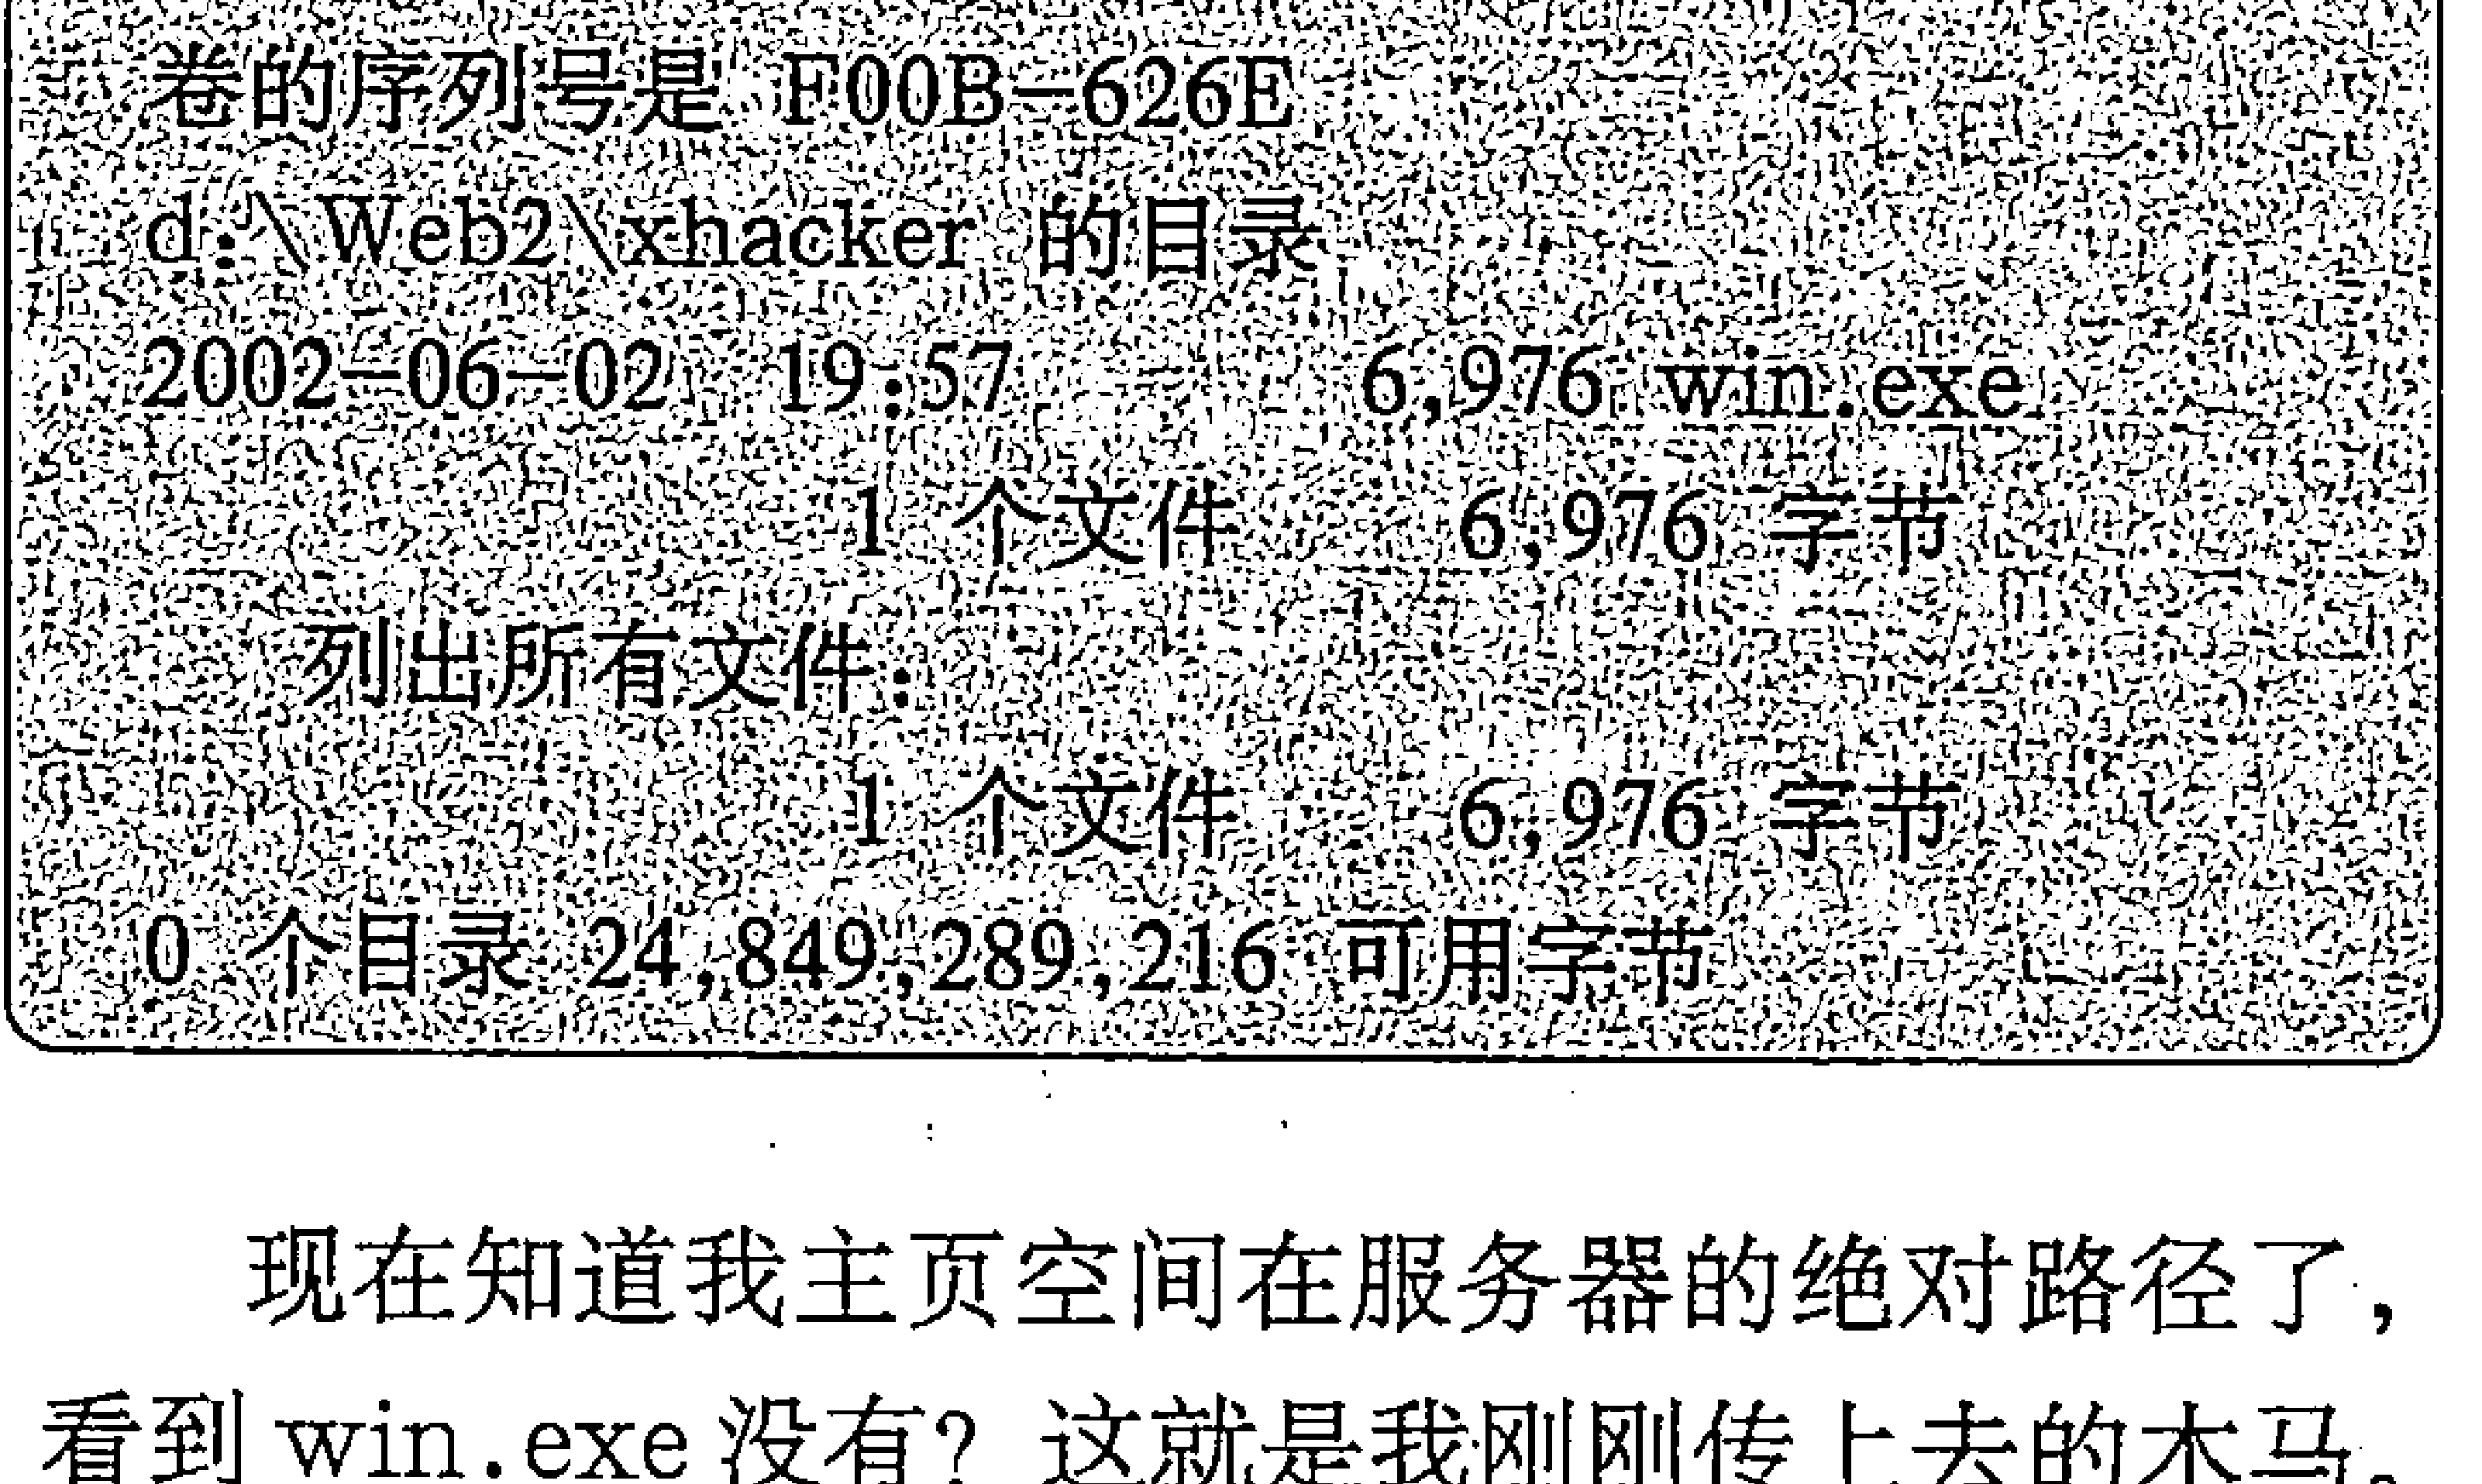 卷的序列号是 F00B-626E
d:\Web2\xhacker 的目录
2002-06-02 19:57 6,976 win.exe
1 个文件 6,976 字节
列出所有文件:
1 个文件 6,976 字节
0 个目录 24,849,289,216 可用字节
现在知道我主页空间在服务器的绝对路径了,
看到 win.exe 没有? 这就是我刚刚传上去的木马。